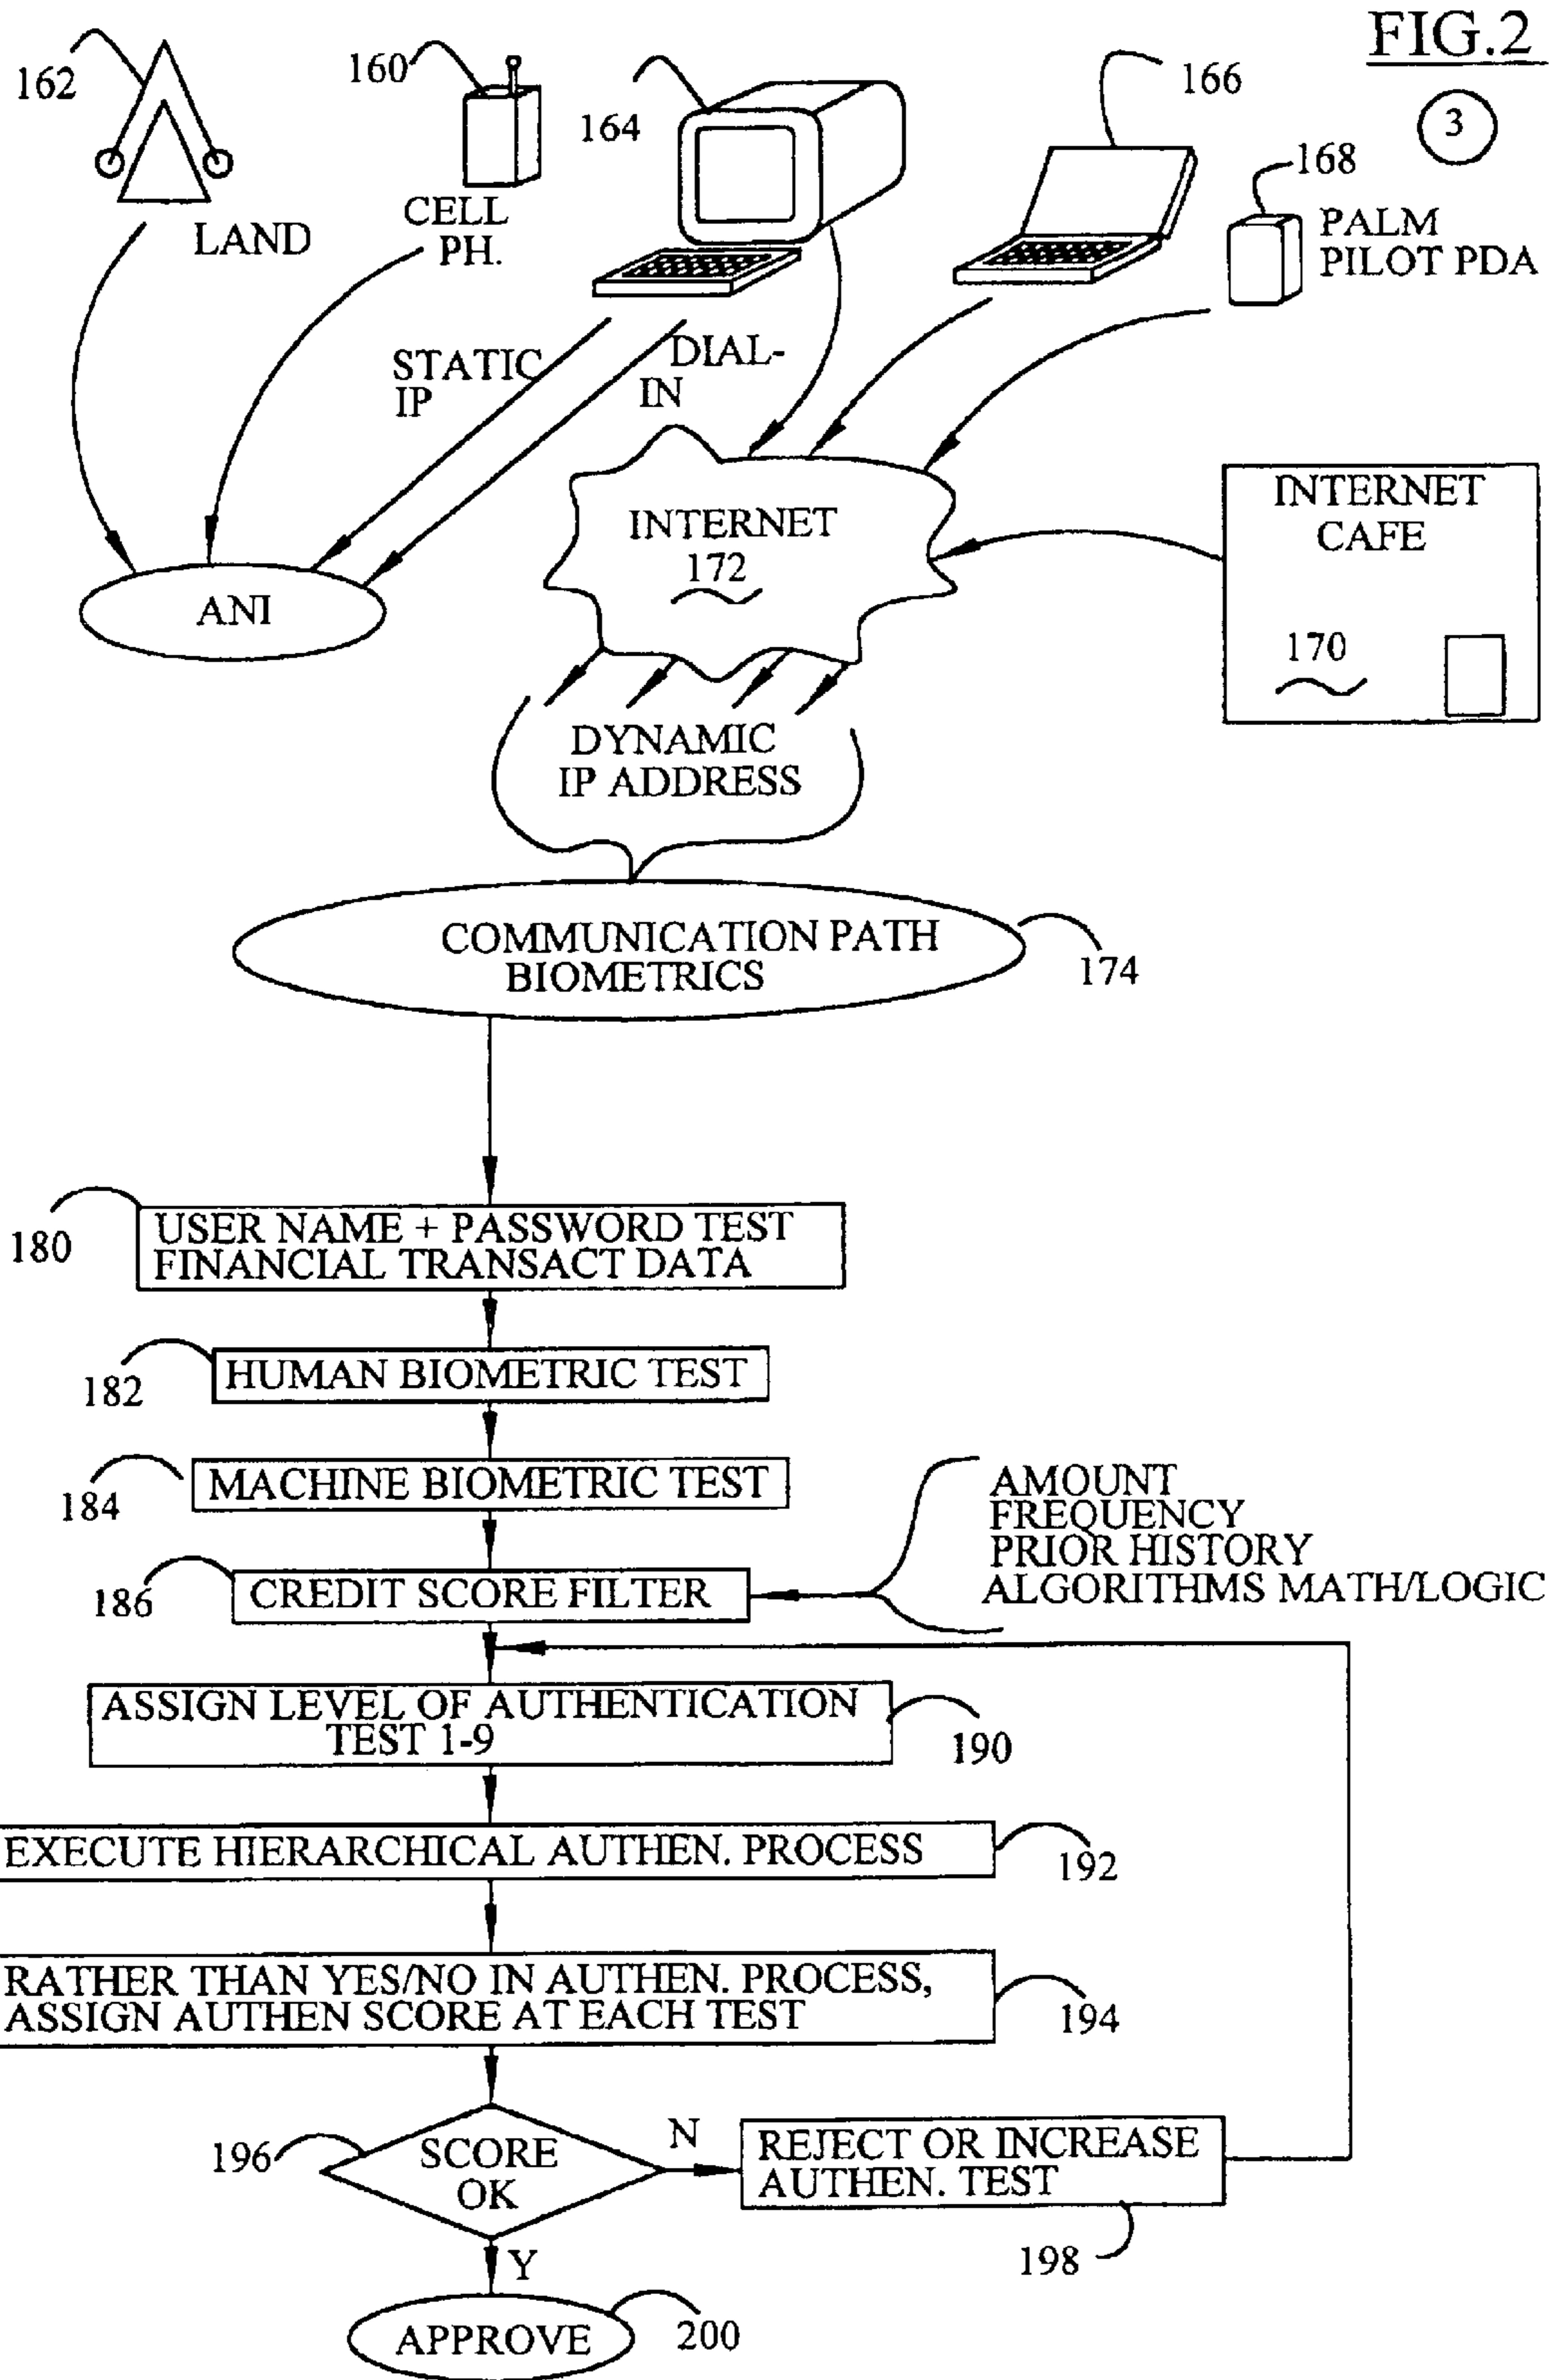 FIG.2
3
162
LAND
160
CELL
PH.
164
166
168
PALM
PILOT PDA
STATIC
IP
DIAL-
IN
ANI
INTERNET
172
INTERNET
CAFE
170
DYNAMIC
IP ADDRESS
COMMUNICATION PATH
BIOMETRICS
174
180
USER NAME + PASSWORD TEST
FINANCIAL TRANSACT DATA
182
HUMAN BIOMETRIC TEST
184
MACHINE BIOMETRIC TEST
186
CREDIT SCORE FILTER
AMOUNT
FREQUENCY
PRIOR HISTORY
ALGORITHMS MATH/LOGIC
ASSIGN LEVEL OF AUTHENTICATION
TEST 1-9
190
EXECUTE HIERARCHICAL AUTHEN. PROCESS
192
RATHER THAN YES/NO IN AUTHEN. PROCESS,
ASSIGN AUTHEN SCORE AT EACH TEST
194
196
SCORE
OK
N
REJECT OR INCREASE
AUTHEN. TEST
198
Y
APPROVE
200